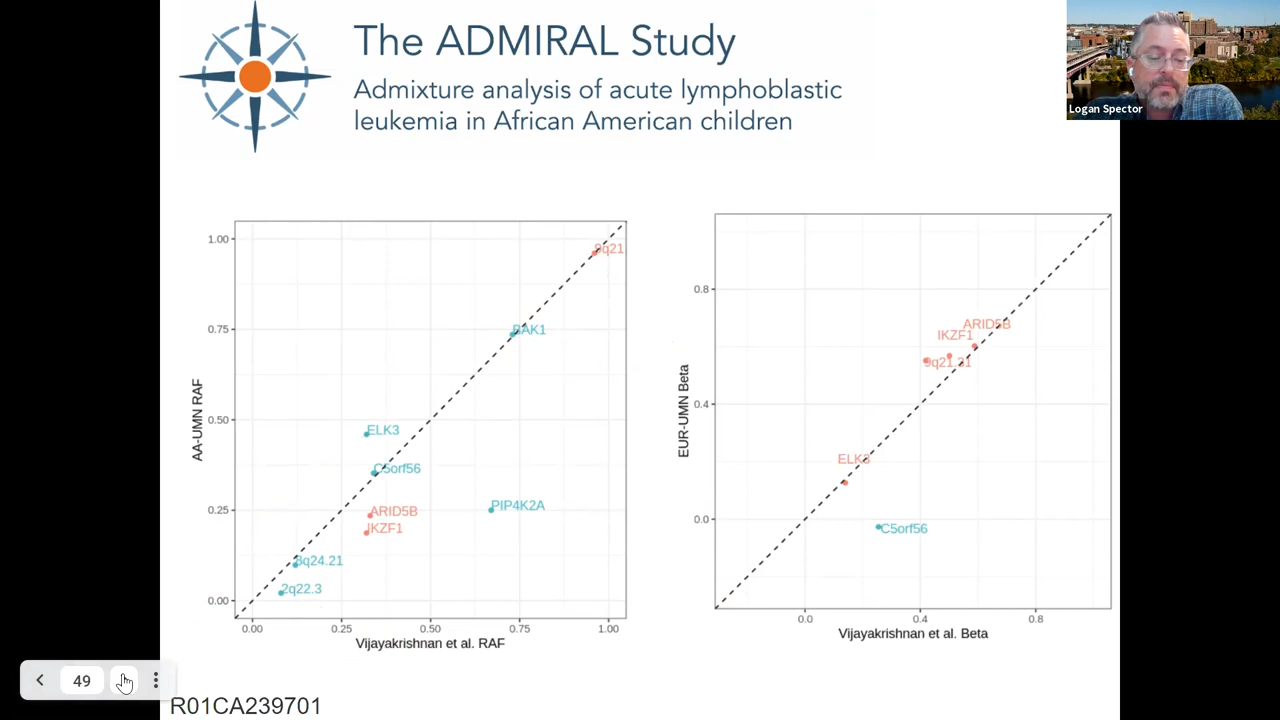 The ADMIRAL Study
Admixture analysis of acute lymphoblastic
leukemia in African American children
Logan Spector
AA-UMN RAF
1.00
0.75
0.50
0.25
0.00
9q21
BAK1
ELK3
C5orf56
PIP4K2A
ARID5B
IKZF1
8q24.21
2q22.3
0.00 0.25 0.50 0.75 1.00
Vijayakrishnan et al. RAF
EUR-UMN Beta
0.8
0.4
0.0
ARID5B
IKZF1
9q21.31
ELK3
C5orf56
0.0 0.4 0.8
Vijayakrishnan et al. Beta
49
R01CA239701